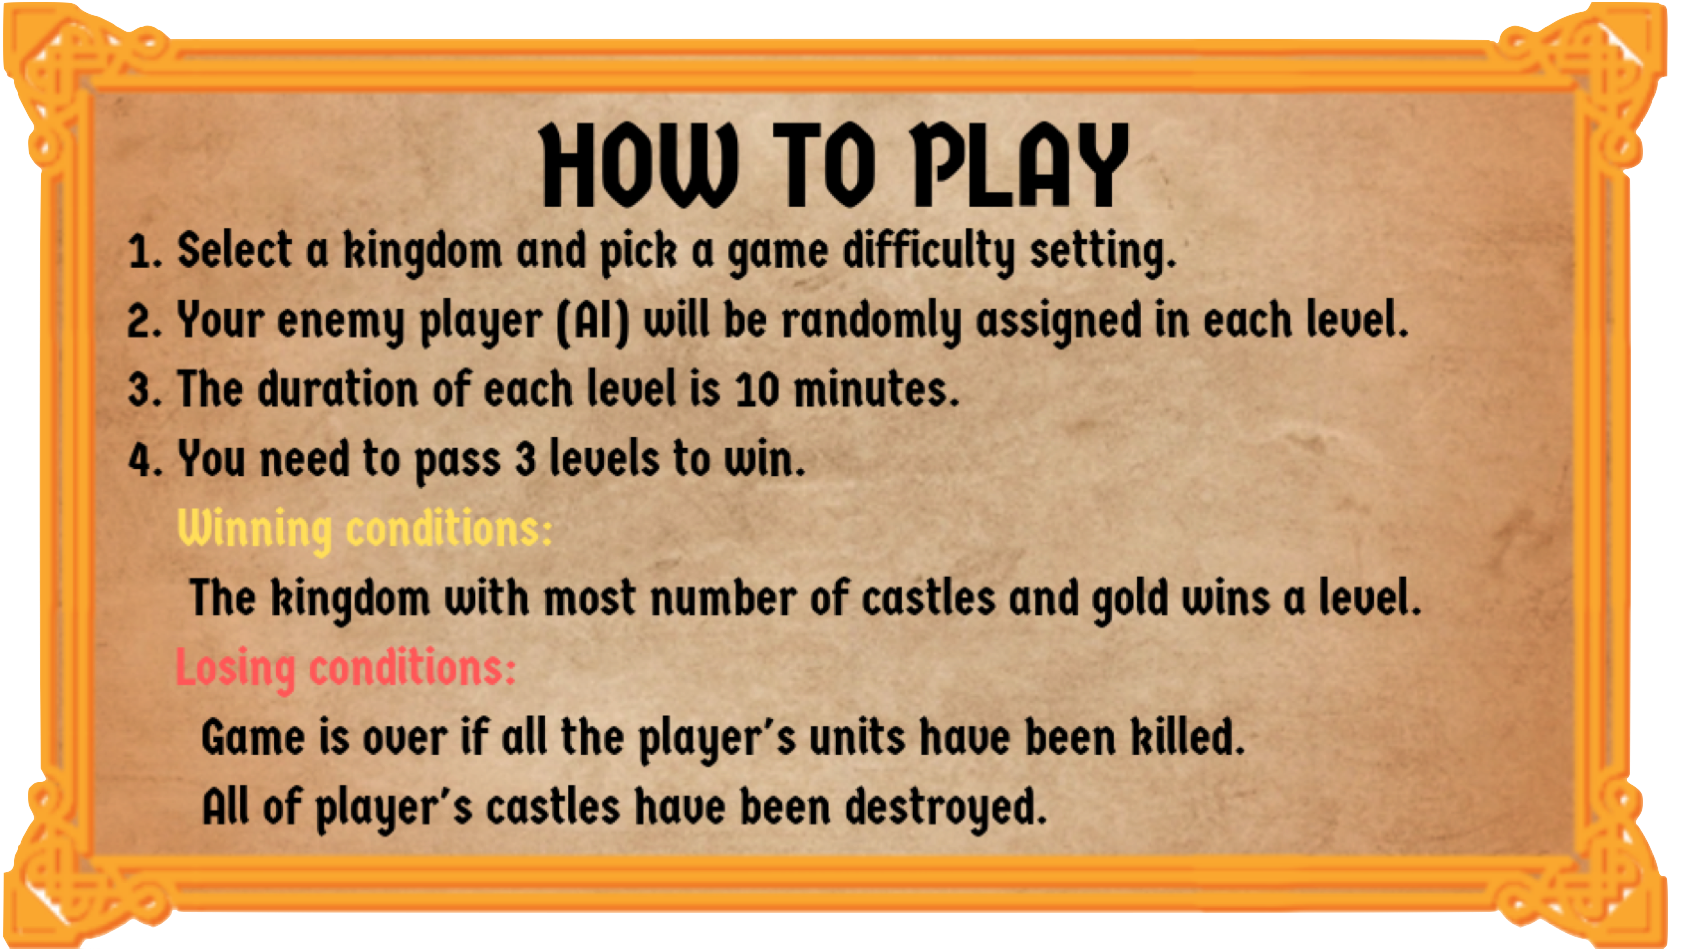 HOW TO PLAY
1. Select a kingdom and pick a game difficulty setting.
2. Your enemy player (AI) will be randomly assigned in each level.
3. The duration of each level is 10 minutes.
4. You need to pass 3 levels to win.
Winning conditions:
The kingdom with most number of castles and gold wins a level.
Losing conditions:
Game is over if all the player's units have been killed.
All of player's castles have been destroyed.